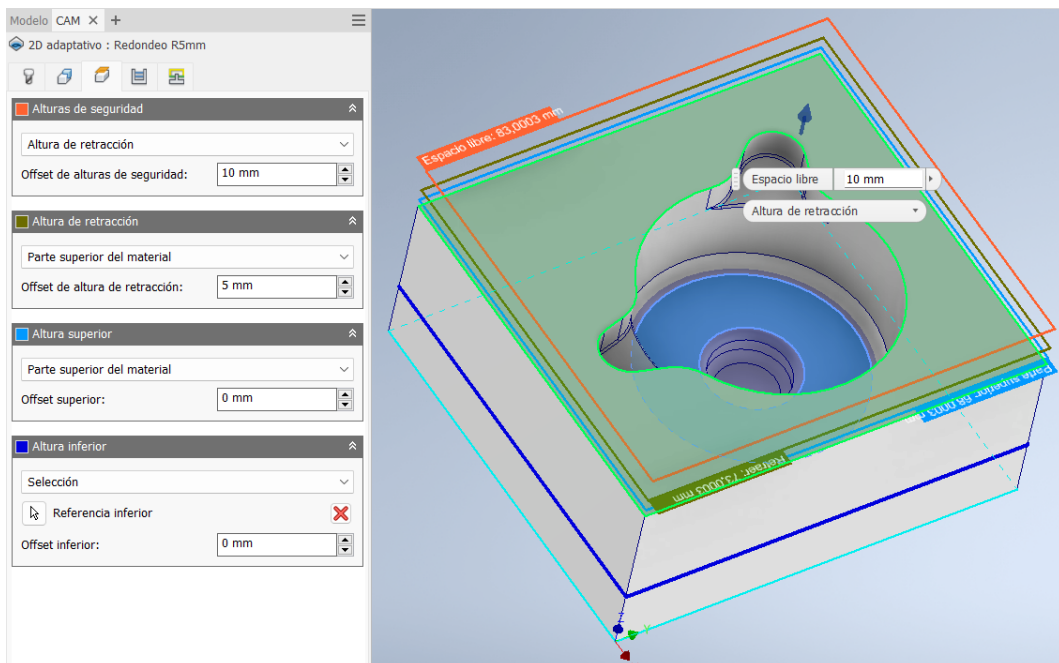 Modelo CAM × +
2D adaptativo : Redondeo R5mm
Alturas de seguridad
Altura de retracción
Offset de alturas de seguridad: 10 mm
Altura de retracción
Parte superior del material
Offset de altura de retracción: 5 mm
Altura superior
Parte superior del material
Offset superior: 0 mm
Altura inferior
Selección
Referencia inferior
Offset inferior: 0 mm
Espacio libre: 83,0003 mm
Espacio libre 10 mm
Altura de retracción
Parte superior: 68,0003 mm
Retraer: 73,0003 mm
Z
Y